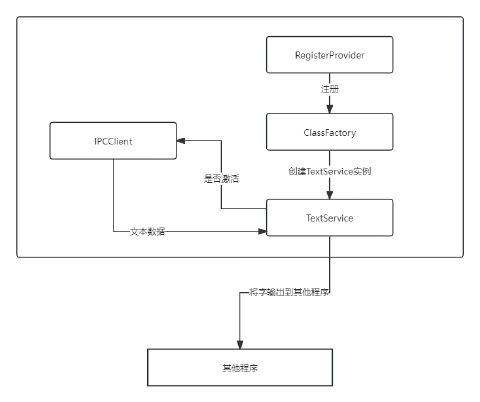 RegisterProvider
注册
ClassFactory
IPCClient
创建TextService实例
是否激活
TextService
文本数据
将字输出到其他程序
其他程序